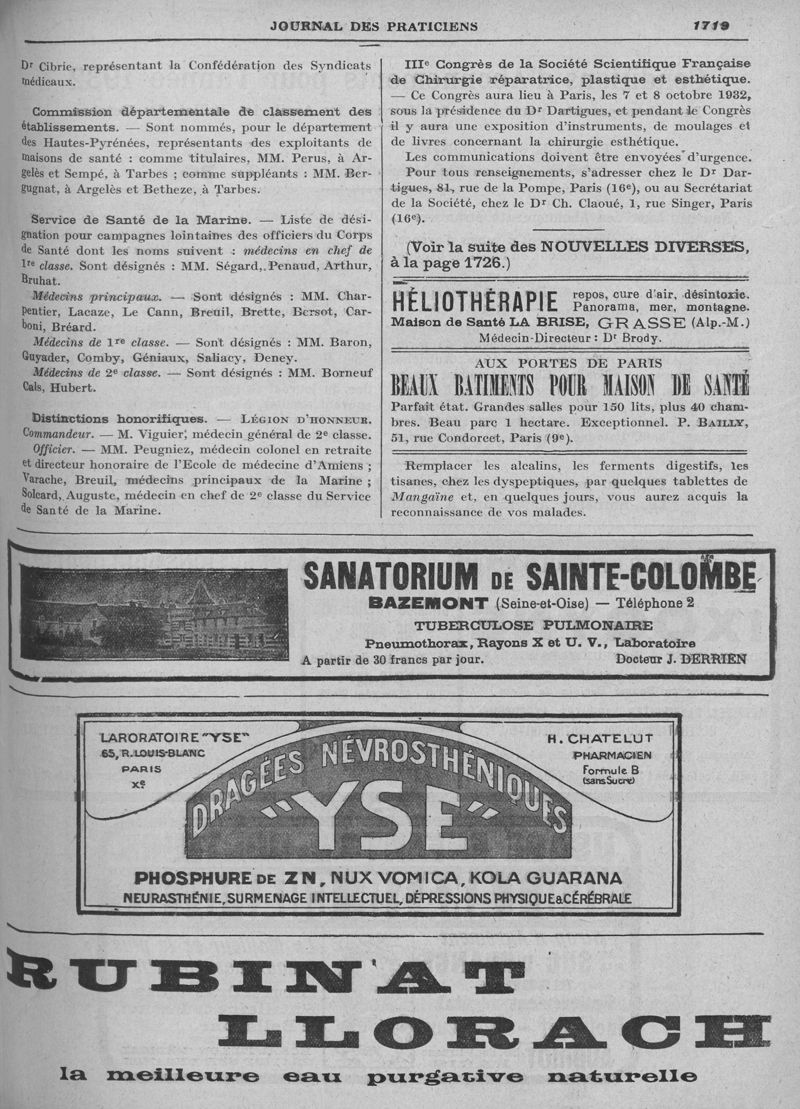 JOURNAL DES PRATICIENS 1719
Dr Cibrie, représentant la Confédération des Syndicats
médicaux.
Commission départementale de classement des
établissements. — Sont nommés, pour le département
des Hautes-Pyrénées, représentants des exploitants de
maisons de santé : comme titulaires, MM. Perus, à Ar-
gelès et Sempé, à Tarbes ; comme suppléants : MM. Ber-
gugnat, à Argelès et Betheze, à Tarbes.
Service de Santé de la Marine. — Liste de dési-
gnation pour campagnes lointaines des officiers du Corps
de Santé dont les noms suivent : médecins en chef de
1re classe. Sont désignés : MM. Ségard, Penaud, Arthur,
Bruhat.
Médecins principaux. — Sont désignés : MM. Char-
pentier, Lacaze, Le Cann, Breuil, Brette, Bersot, Car-
boni, Bréard.
Médecins de 1re classe. — Sont désignés : MM. Baron,
Guyader, Comby, Géniaux, Saliacy, Deney.
Médecins de 2e classe. — Sont désignés : MM. Borneuf
Cals, Hubert.
Distinctions honorifiques. — LÉGION D'HONNEUR.
Commandeur. — M. Viguier, médecin général de 2e classe.
Officier. — MM. Peugniez, médecin colonel en retraite
et directeur honoraire de l'Ecole de médecine d'Amiens ;
Varache, Breuil, médecins principaux de la Marine ;
Solcard, Auguste, médecin en chef de 2e classe du Service
de Santé de la Marine.
IIIe Congrès de la Société Scientifique Française
de Chirurgie réparatrice, plastique et esthétique.
— Ce Congrès aura lieu à Paris, les 7 et 8 octobre 1932,
sous la présidence du Dr Dartigues, et pendant le Congrès
il y aura une exposition d'instruments, de moulages et
de livres concernant la chirurgie esthétique.
Les communications doivent être envoyées d'urgence.
Pour tous renseignements, s'adresser chez le Dr Dar-
tigues, 81, rue de la Pompe, Paris (16e), ou au Secrétariat
de la Société, chez le Dr Ch. Claoué, 1, rue Singer, Paris
(16e).
(Voir la suite des NOUVELLES DIVERSES,
à la page 1726.)
HÉLIOTHÉRAPIE repos, cure d'air, désintoxic.
Panorama, mer, montagne.
Maison de Santé LA BRISE, GRASSE (Alp.-M.)
Médecin-Directeur : Dr Brody.
AUX PORTES DE PARIS
BEAUX BATIMENTS POUR MAISON DE SANTÉ
Parfait état. Grandes salles pour 150 lits, plus 40 cham-
bres. Beau parc 1 hectare. Exceptionnel. P. BAILLY,
51, rue Condorcet, Paris (9e).
Remplacer les alcalins, les ferments digestifs, les
tisanes, chez les dyspeptiques, par quelques tablettes de
Mangaïne et, en quelques jours, vous aurez acquis la
reconnaissance de vos malades.
SANATORIUM DE SAINTE-COLOMBE
BAZEMONT (Seine-et-Oise) — Téléphone 2
TUBERCULOSE PULMONAIRE
Pneumothorax, Rayons X et U. V., Laboratoire
A partir de 30 francs par jour. Docteur J. DERRIEN
LARORATOIRE "YSE"
65, R. LOUIS-BLANC
PARIS
Xe
H. CHATELUT
PHARMACIEN
Formule B
(sans Sucre)
DRAGÉES NÉVROSTHÉNIQUES
"YSE"
PHOSPHURE DE ZN, NUX VOMICA, KOLA GUARANA
NEURASTHÉNIE, SURMENAGE INTELLECTUEL, DÉPRESSIONS PHYSIQUE & CÉRÉBRALE
RUBINAT
LLORACH
la meilleure eau purgative naturelle